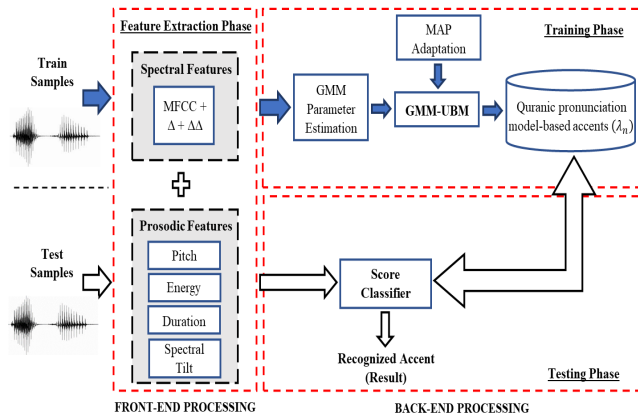 Feature Extraction Phase
Train
Samples
Spectral Features
MFCC +
Δ + ΔΔ
MAP
Adaptation
Training Phase
GMM
Parameter
Estimation
GMM-UBM
Quranic pronunciation
model-based accents (λn)
Test
Samples
Prosodic Features
Pitch
Energy
Duration
Spectral
Tilt
Score
Classifier
Recognized Accent
(Result)
Testing Phase
FRONT-END PROCESSING
BACK-END PROCESSING